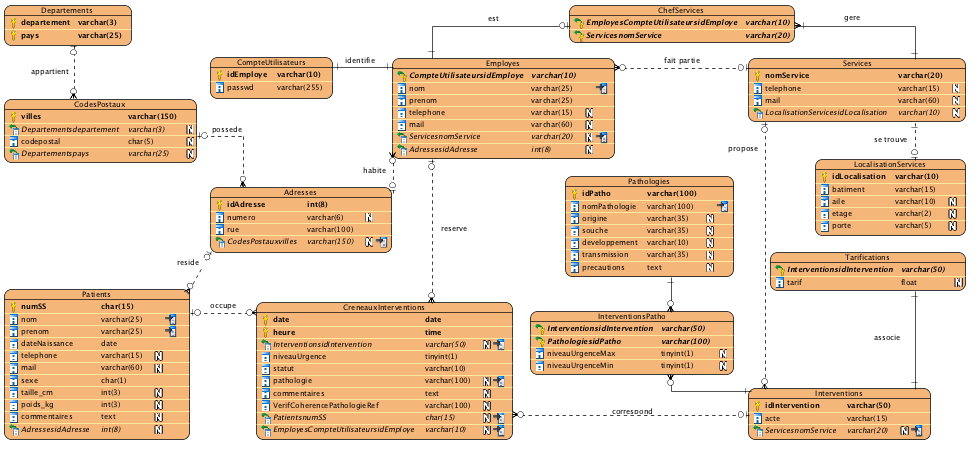 Departements
departement varchar(3)
pays varchar(25)
appartient
CodesPostaux
villes varchar(150)
Departementsdepartement varchar(3) N
codepostal char(5) N
Departementspays varchar(25) N
possede
CompteUtilisateurs
idEmploye varchar(10)
passwd varchar(255)
identifie
est
ChefServices
EmployesCompteUtilisateursidEmploye varchar(10)
ServicesnomService varchar(20)
gere
Employes
CompteUtilisateursidEmploye varchar(10)
nom varchar(25)
prenom varchar(25)
telephone varchar(15) N
mail varchar(60) N
ServicesnomService varchar(20) N
AdressesidAdresse int(8) N
fait partie
Services
nomService varchar(20)
telephone varchar(15) N
mail varchar(60) N
LocalisationServicesidLocalisation varchar(10) N
propose
se trouve
LocalisationServices
idLocalisation varchar(10)
batiment varchar(15)
aile varchar(10) N
etage varchar(2) N
porte varchar(5) N
habite
reserve
Adresses
idAdresse int(8)
numero varchar(6) N
rue varchar(100)
CodesPostauxvilles varchar(150) N
reside
Pathologies
idPatho varchar(100)
nomPathologie varchar(100)
origine varchar(35) N
souche varchar(35) N
developpement varchar(10) N
transmission varchar(35) N
precautions text N
Tarifications
InterventionsidIntervention varchar(50)
tarif float N
associe
Patients
numSS char(15)
nom varchar(25)
prenom varchar(25)
dateNaissance date
telephone varchar(15) N
mail varchar(60) N
sexe char(1)
taille_cm int(3) N
poids_kg int(3) N
commentaires text N
AdressesidAdresse int(8) N
occupe
CreneauxInterventions
date date
heure time
InterventionsidIntervention varchar(50) N
niveauUrgence tinyint(1)
statut varchar(10)
pathologie varchar(100) N
commentaires text N
VerifCoherencePathologieRef varchar(100) N
PatientsnumSS char(15) N
EmployesCompteUtilisateursidEmploye varchar(10) N
InterventionsPatho
InterventionsidIntervention varchar(50)
PathologiesidPatho varchar(100)
niveauUrgenceMax tinyint(1) N
niveauUrgenceMin tinyint(1) N
correspond
Interventions
idIntervention varchar(50)
acte varchar(15)
ServicesnomService varchar(20) N